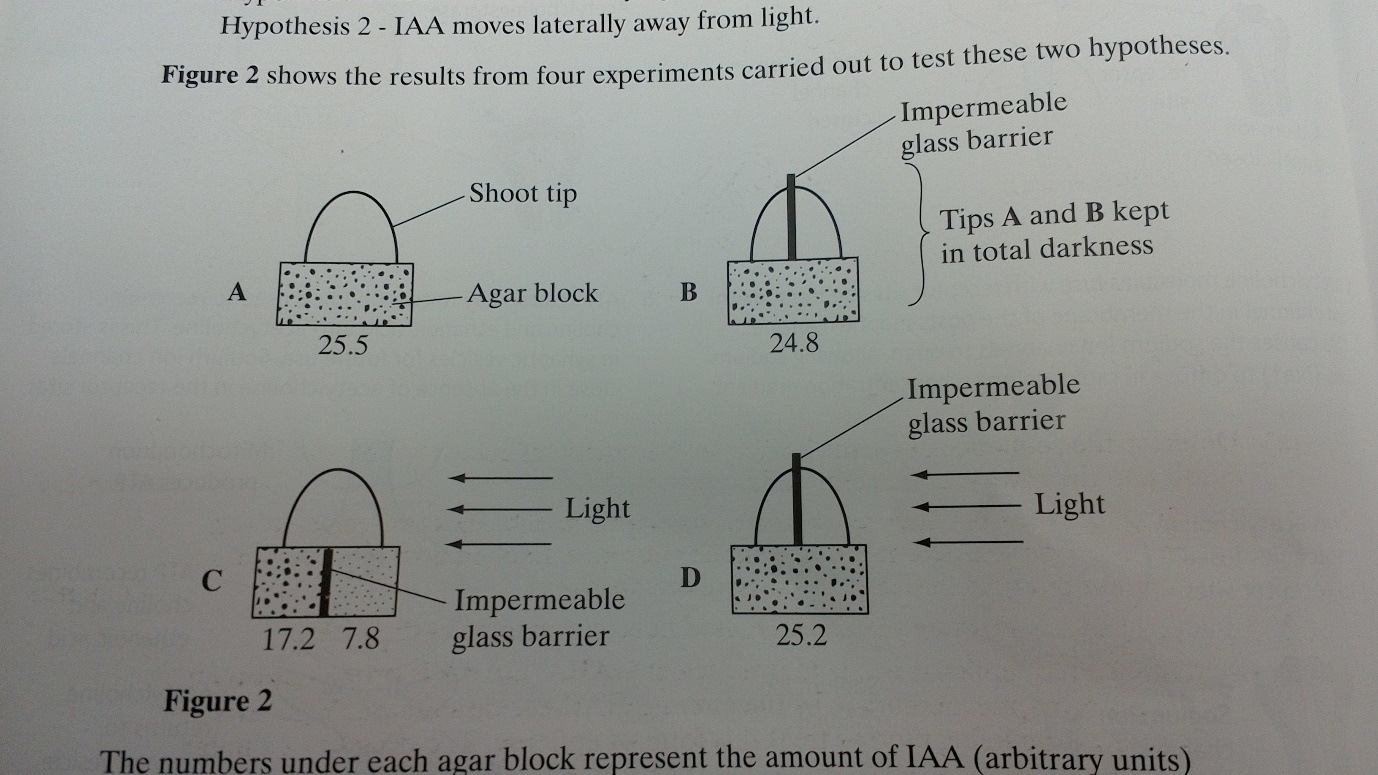 Hypothesis 2 - IAA moves laterally away from light.
Figure 2 shows the results from four experiments carried out to test these two hypotheses.
Impermeable
glass barrier
Shoot tip
Tips A and B kept
in total darkness
A
Agar block
B
25.5
24.8
Impermeable
glass barrier
Light
Light
C
D
Impermeable
glass barrier
17.2 7.8
25.2
Figure 2
The numbers under each agar block represent the amount of IAA (arbitrary units)